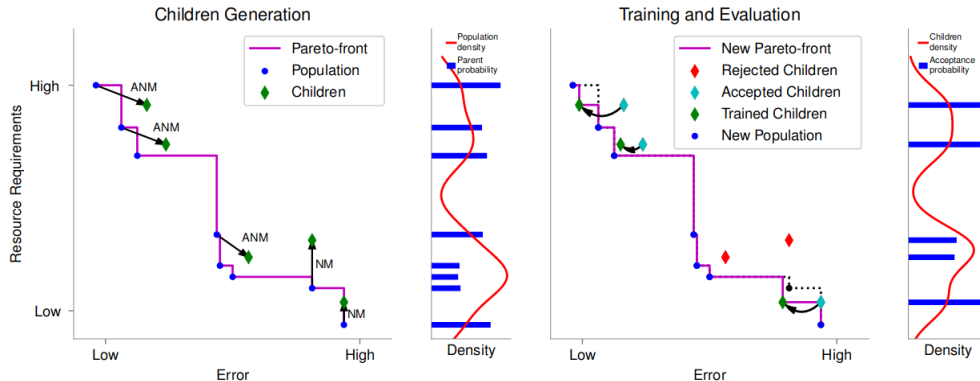 Children Generation
Training and Evaluation
Pareto-front
Population
Children
Population
density
Parent
probability
New Pareto-front
Rejected Children
Accepted Children
Trained Children
New Population
Children
density
Acceptance
probability
High
ANM
ANM
ANM
NM
NM
Resource Requirements
Low
Low
High
Error
Density
Low
High
Error
Density